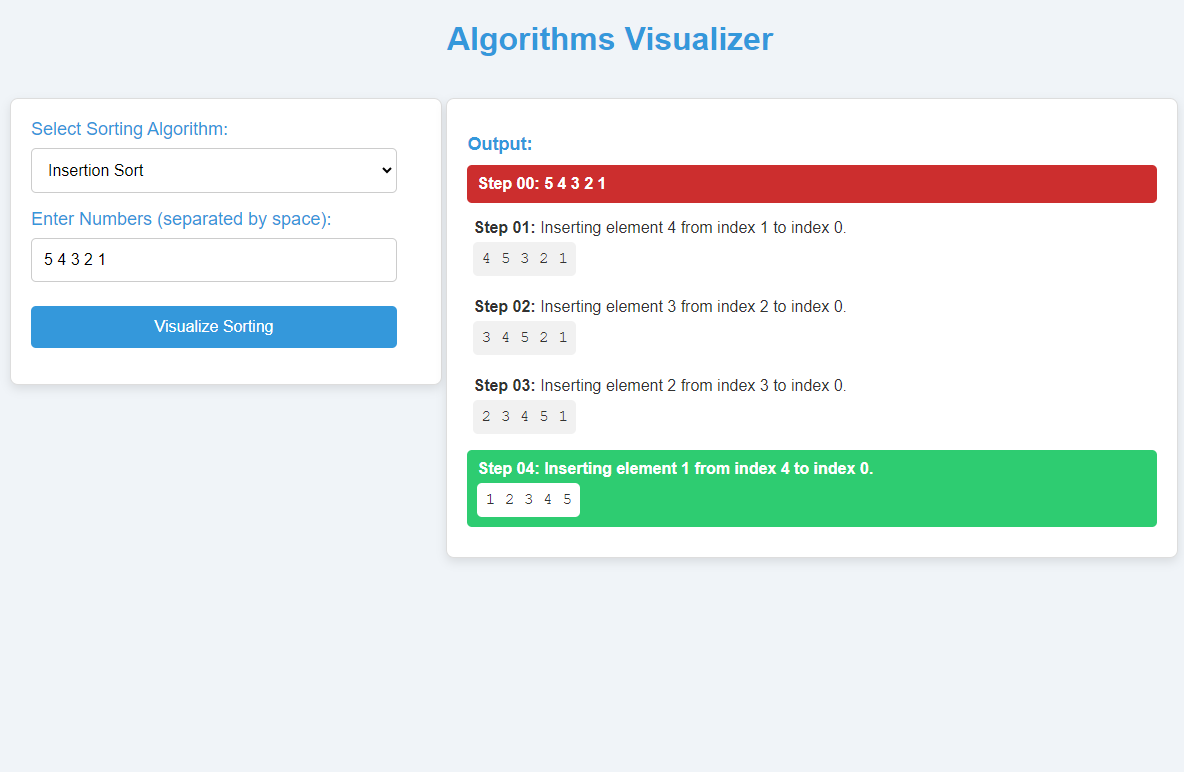 Algorithms Visualizer
Select Sorting Algorithm:
Insertion Sort
Enter Numbers (separated by space):
5 4 3 2 1
Visualize Sorting
Output:
Step 00: 5 4 3 2 1
Step 01: Inserting element 4 from index 1 to index 0.
4 5 3 2 1
Step 02: Inserting element 3 from index 2 to index 0.
3 4 5 2 1
Step 03: Inserting element 2 from index 3 to index 0.
2 3 4 5 1
Step 04: Inserting element 1 from index 4 to index 0.
1 2 3 4 5